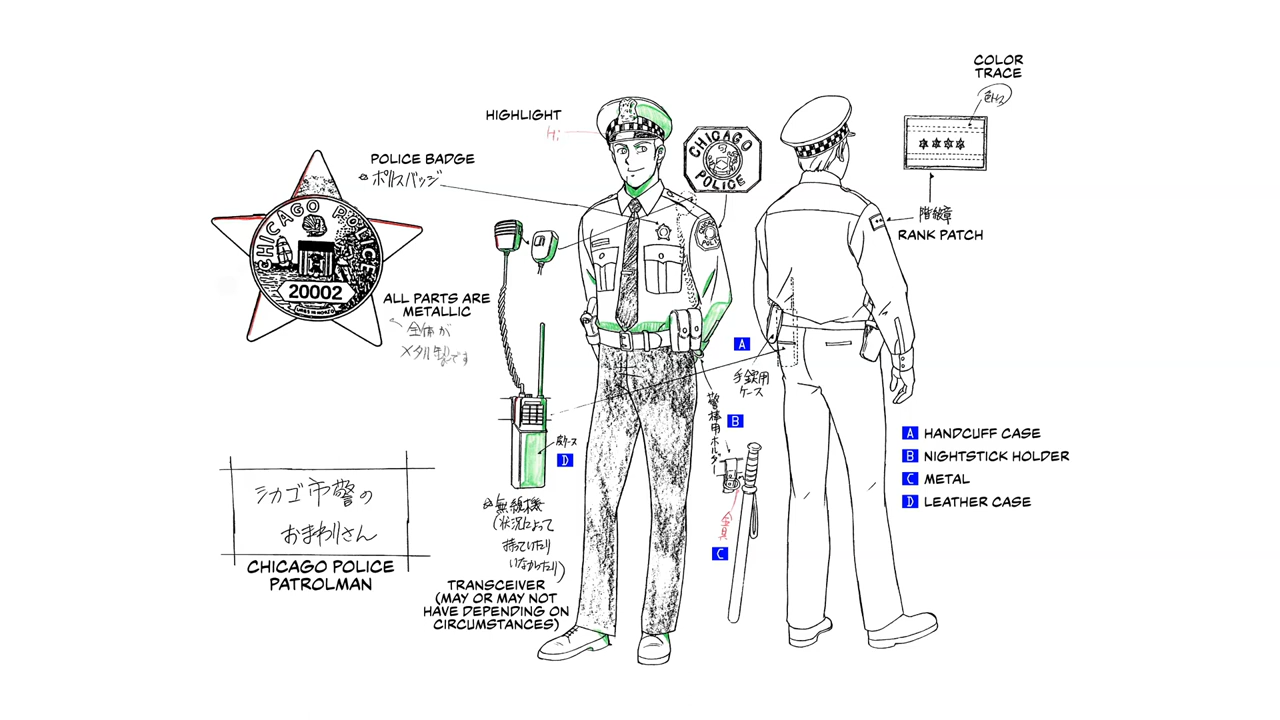 COLOR
TRACE
色トレス
HIGHLIGHT
Hi
POLICE BADGE
ポリスバッジ
CHICAGO
POLICE
CHICAGO POLICE
20002
階級章
RANK PATCH
ALL PARTS ARE
METALLIC
全体が
メタル製です
A
手錠用
ケース
B
警棒用ホルダー
皮ケース
D
金具
C
A HANDCUFF CASE
B NIGHTSTICK HOLDER
C METAL
D LEATHER CASE
シカゴ市警の
おまわりさん
CHICAGO POLICE
PATROLMAN
無線機
(状況によって
持っていたり
いなかったり)
TRANSCEIVER
(MAY OR MAY NOT
HAVE DEPENDING ON
CIRCUMSTANCES)